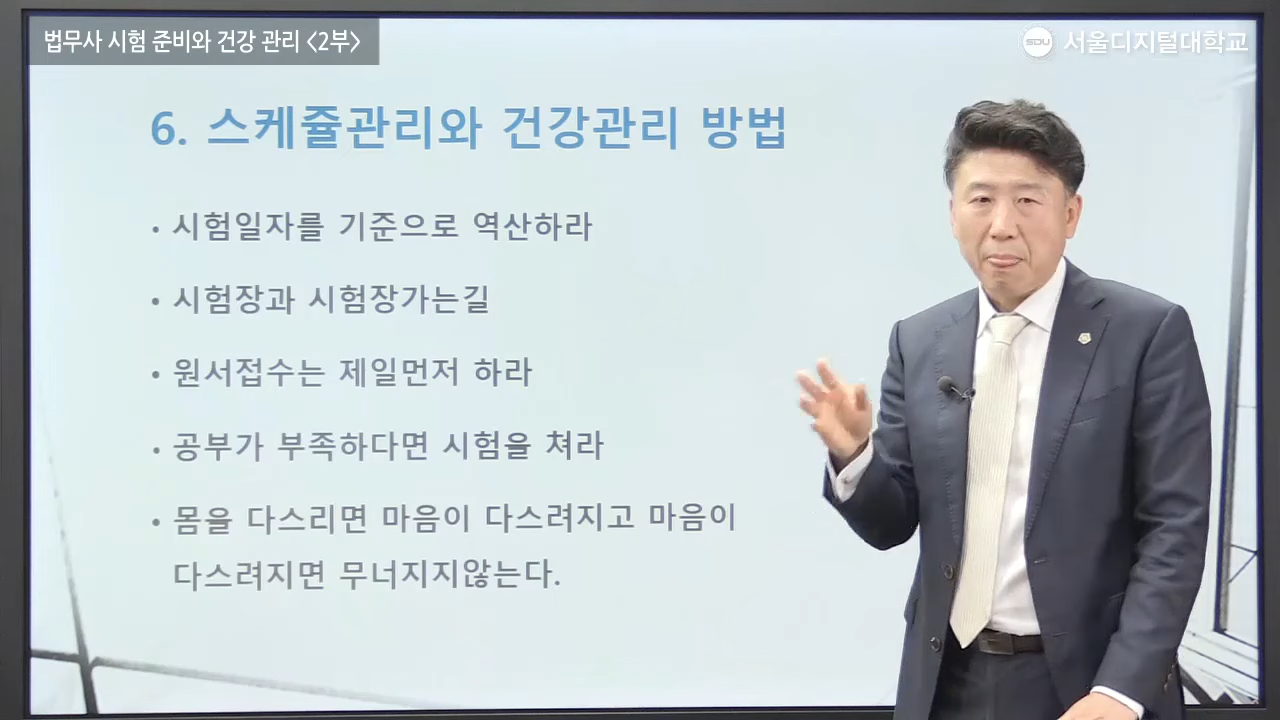 법무사 시험 준비와 건강 관리 <2부>
SDU 서울디지털대학교
6. 스케쥴관리와 건강관리 방법
• 시험일자를 기준으로 역산하라
• 시험장과 시험장가는길
• 원서접수는 제일먼저 하라
• 공부가 부족하다면 시험을 쳐라
• 몸을 다스리면 마음이 다스려지고 마음이
다스려지면 무너지지않는다.